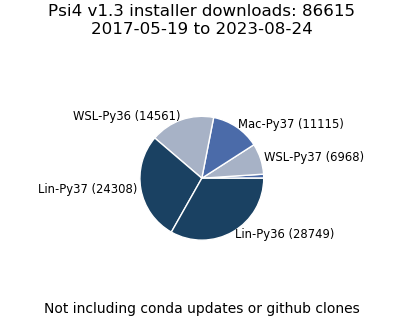 Psi4 v1.3 installer downloads: 86615
2017-05-19 to 2023-08-24
WSL-Py36 (14561)
Mac-Py37 (11115)
WSL-Py37 (6968)
Lin-Py37 (24308)
Lin-Py36 (28749)
Not including conda updates or github clones